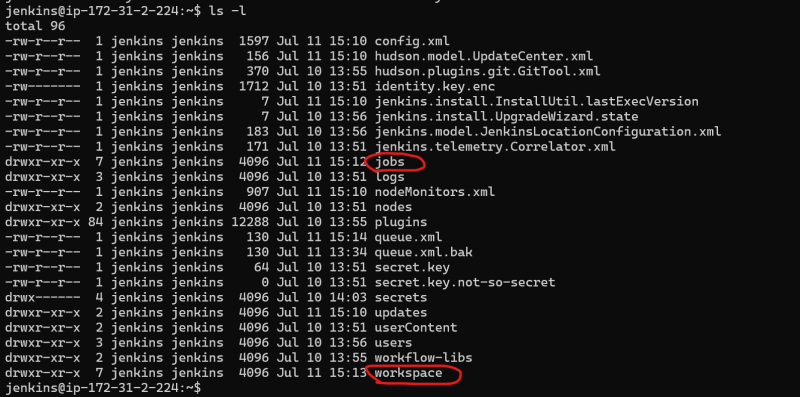 jenkins@ip-172-31-2-224:~$ ls -l
total 96
-rw-r--r-- 1 jenkins jenkins 1597 Jul 11 15:10 config.xml
-rw-r--r-- 1 jenkins jenkins 156 Jul 11 15:10 hudson.model.UpdateCenter.xml
-rw-r--r-- 1 jenkins jenkins 370 Jul 10 13:55 hudson.plugins.git.GitTool.xml
-rw------- 1 jenkins jenkins 1712 Jul 10 13:51 identity.key.enc
-rw-r--r-- 1 jenkins jenkins 7 Jul 11 15:10 jenkins.install.InstallUtil.lastExecVersion
-rw-r--r-- 1 jenkins jenkins 7 Jul 10 13:56 jenkins.install.UpgradeWizard.state
-rw-r--r-- 1 jenkins jenkins 183 Jul 10 13:56 jenkins.model.JenkinsLocationConfiguration.xml
-rw-r--r-- 1 jenkins jenkins 171 Jul 10 13:51 jenkins.telemetry.Correlator.xml
drwxr-xr-x 7 jenkins jenkins 4096 Jul 11 15:12 jobs
drwxr-xr-x 3 jenkins jenkins 4096 Jul 10 13:51 logs
-rw-r--r-- 1 jenkins jenkins 907 Jul 11 15:10 nodeMonitors.xml
drwxr-xr-x 2 jenkins jenkins 4096 Jul 10 13:51 nodes
drwxr-xr-x 84 jenkins jenkins 12288 Jul 10 13:55 plugins
-rw-r--r-- 1 jenkins jenkins 130 Jul 11 15:14 queue.xml
-rw-r--r-- 1 jenkins jenkins 130 Jul 11 13:34 queue.xml.bak
-rw-r--r-- 1 jenkins jenkins 64 Jul 10 13:51 secret.key
-rw-r--r-- 1 jenkins jenkins 0 Jul 10 13:51 secret.key.not-so-secret
drwx------ 4 jenkins jenkins 4096 Jul 10 14:03 secrets
drwxr-xr-x 2 jenkins jenkins 4096 Jul 11 15:10 updates
drwxr-xr-x 2 jenkins jenkins 4096 Jul 10 13:51 userContent
drwxr-xr-x 3 jenkins jenkins 4096 Jul 10 13:56 users
drwxr-xr-x 2 jenkins jenkins 4096 Jul 10 13:55 workflow-libs
drwxr-xr-x 7 jenkins jenkins 4096 Jul 11 15:13 workspace
jenkins@ip-172-31-2-224:~$